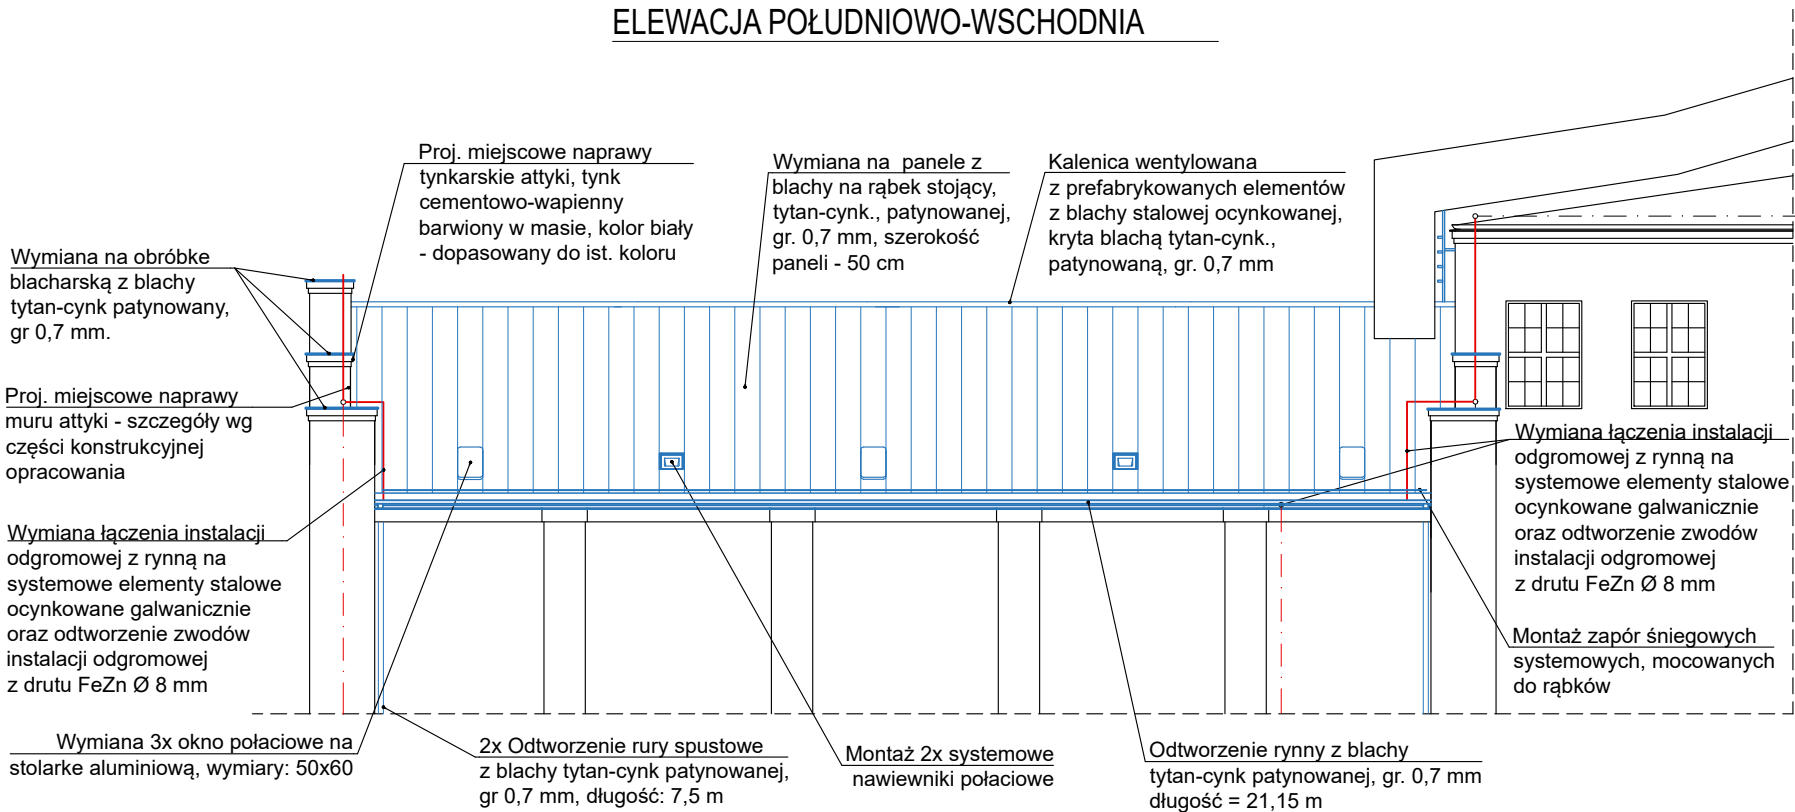 ELEWACJA POŁUDNIOWO-WSCHODNIA
Proj. miejscowe naprawy
tynkarskie attyki, tynk
cementowo-wapienny
barwiony w masie, kolor biały
- dopasowany do ist. koloru
Wymiana na panele z
blachy na rąbek stojący,
tytan-cynk., patynowanej,
gr. 0,7 mm, szerokość
paneli - 50 cm
Kalenica wentylowana
z prefabrykowanych elementów
z blachy stalowej ocynkowanej,
kryta blachą tytan-cynk.,
patynowaną, gr. 0,7 mm
Wymiana na obróbke
blacharską z blachy
tytan-cynk patynowany,
gr 0,7 mm.
Proj. miejscowe naprawy
muru attyki - szczegóły wg
części konstrukcyjnej
opracowania
Wymiana łączenia instalacji
odgromowej z rynną na
systemowe elementy stalowe
ocynkowane galwanicznie
oraz odtworzenie zwodów
instalacji odgromowej
z drutu FeZn Ø 8 mm
Wymiana łączenia instalacji
odgromowej z rynną na
systemowe elementy stalowe
ocynkowane galwanicznie
oraz odtworzenie zwodów
instalacji odgromowej
z drutu FeZn Ø 8 mm
Montaż zapór śniegowych
systemowych, mocowanych
do rąbków
Wymiana 3x okno połaciowe na
stolarke aluminiową, wymiary: 50x60
2x Odtworzenie rury spustowe
z blachy tytan-cynk patynowanej,
gr 0,7 mm, długość: 7,5 m
Montaż 2x systemowe
nawiewniki połaciowe
Odtworzenie rynny z blachy
tytan-cynk patynowanej, gr. 0,7 mm
długość = 21,15 m